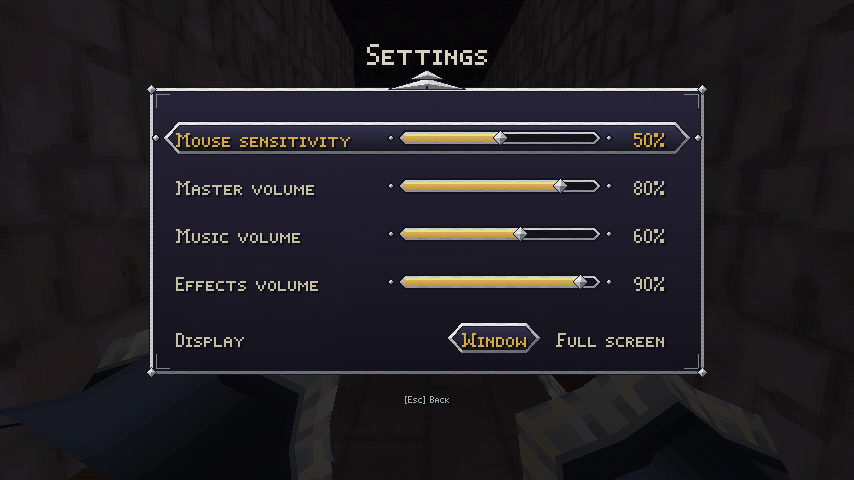 Settings
Mouse sensitivity 50%
Master volume 80%
Music volume 60%
Effects volume 90%
Display Window Full screen
[Esc] Back